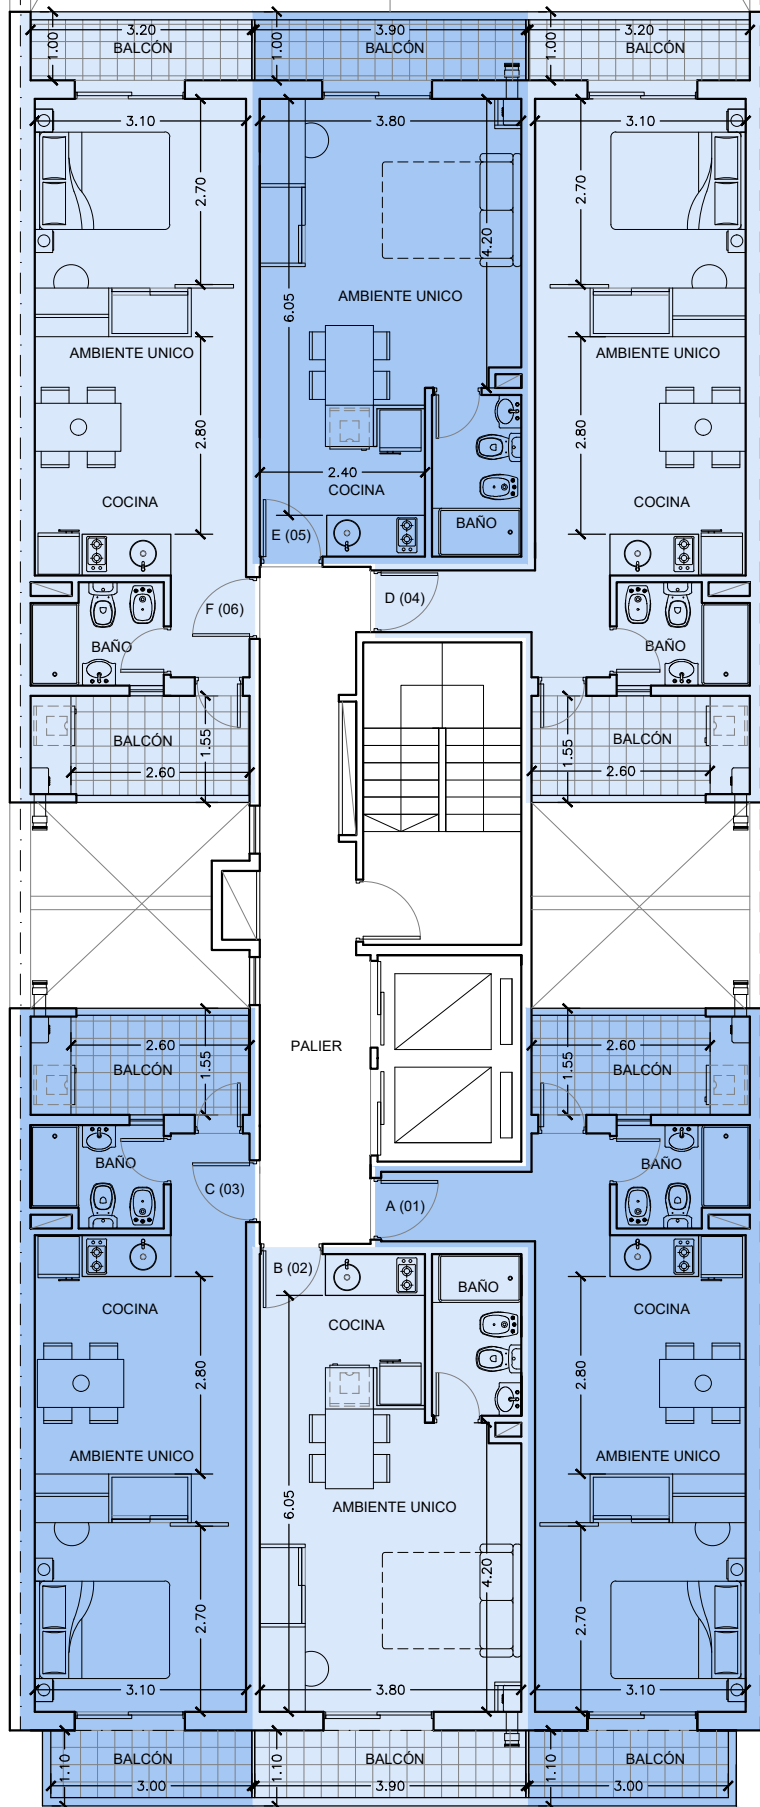 3.20
3.90
3.20
1.00
BALCÓN
1.00
BALCÓN
1.00
BALCÓN
3.10
3.80
3.10
2.70
4.20
2.70
6.05
AMBIENTE UNICO
AMBIENTE UNICO
AMBIENTE UNICO
2.80
2.80
2.40
COCINA
COCINA
COCINA
E (05)
BAÑO
F (06)
D (04)
BAÑO
BAÑO
BALCÓN
1.55
2.60
BALCÓN
1.55
2.60
PALIER
2.60
1.55
BALCÓN
2.60
1.55
BALCÓN
BAÑO
BAÑO
C (03)
A (01)
B (02)
BAÑO
COCINA
COCINA
COCINA
2.80
2.80
AMBIENTE UNICO
AMBIENTE UNICO
AMBIENTE UNICO
6.05
4.20
2.70
2.70
3.10
3.80
3.10
1.10
BALCÓN
1.10
BALCÓN
1.10
BALCÓN
3.00
3.90
3.00